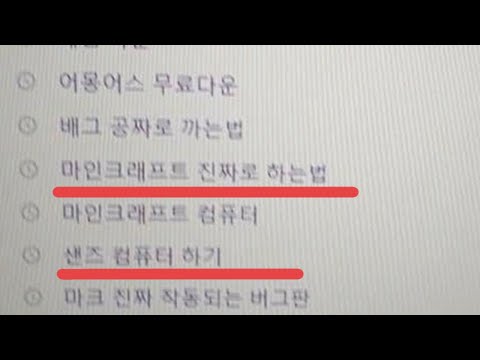 어몽어스 무료다운
배그 공짜로 까는법
마인크래프트 진짜로 하는법
마인크래프트 컴퓨터
샌즈 컴퓨터 하기
마크 진짜 작동되는 버그판